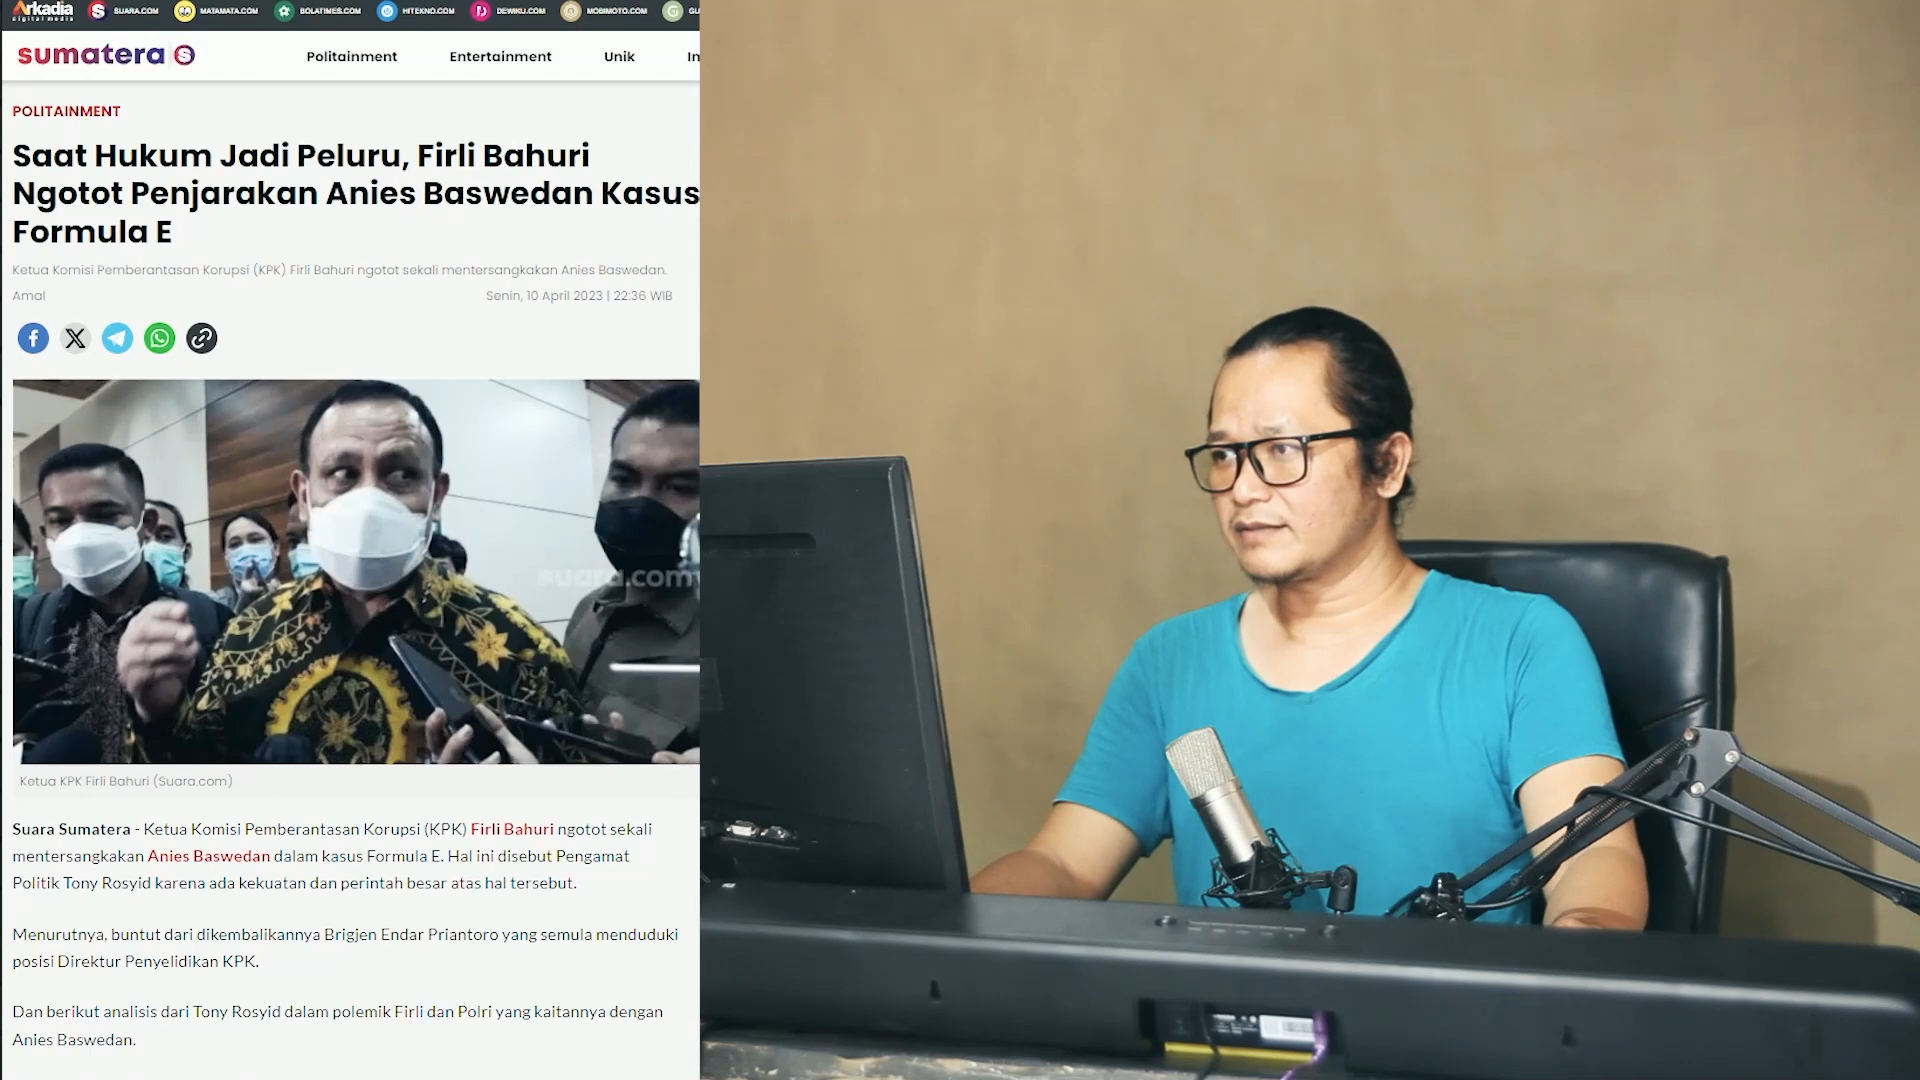 Arkadia
digital media
SUARA.COM
MATAMATA.COM
BOLATIMES.COM
HITEKNO.COM
DEWIKU.COM
MOBIMOTO.COM
GU
sumatera S
Politainment
Entertainment
Unik
In
POLITAINMENT
Saat Hukum Jadi Peluru, Firli Bahuri
Ngotot Penjarakan Anies Baswedan Kasus
Formula E
Ketua Komisi Pemberantasan Korupsi (KPK) Firli Bahuri ngotot sekali mentersangkakan Anies Baswedan.
Amal
Senin, 10 April 2023 | 22:36 WIB
suara.com
Ketua KPK Firli Bahuri (Suara.com)
Suara Sumatera - Ketua Komisi Pemberantasan Korupsi (KPK) Firli Bahuri ngotot sekali
mentersangkakan Anies Baswedan dalam kasus Formula E. Hal ini disebut Pengamat
Politik Tony Rosyid karena ada kekuatan dan perintah besar atas hal tersebut.
Menurutnya, buntut dari dikembalikannya Brigjen Endar Priantoro yang semula menduduki
posisi Direktur Penyelidikan KPK.
Dan berikut analisis dari Tony Rosyid dalam polemik Firli dan Polri yang kaitannya dengan
Anies Baswedan.